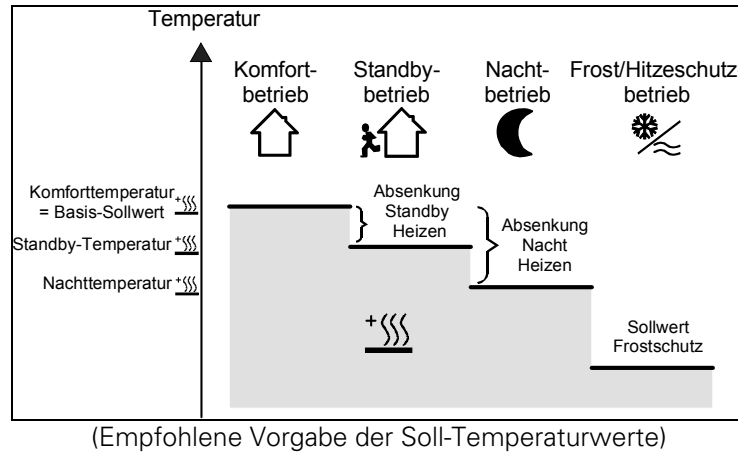 Temperatur
Komfort-
betrieb
Standby-
betrieb
Nacht-
betrieb
Frost/Hitzeschutz
betrieb
Komforttemperatur
= Basis-Sollwert
Standby-Temperatur
Nachttemperatur
Absenkung
Standby
Heizen
Absenkung
Nacht
Heizen
Sollwert
Frostschutz
(Empfohlene Vorgabe der Soll-Temperaturwerte)